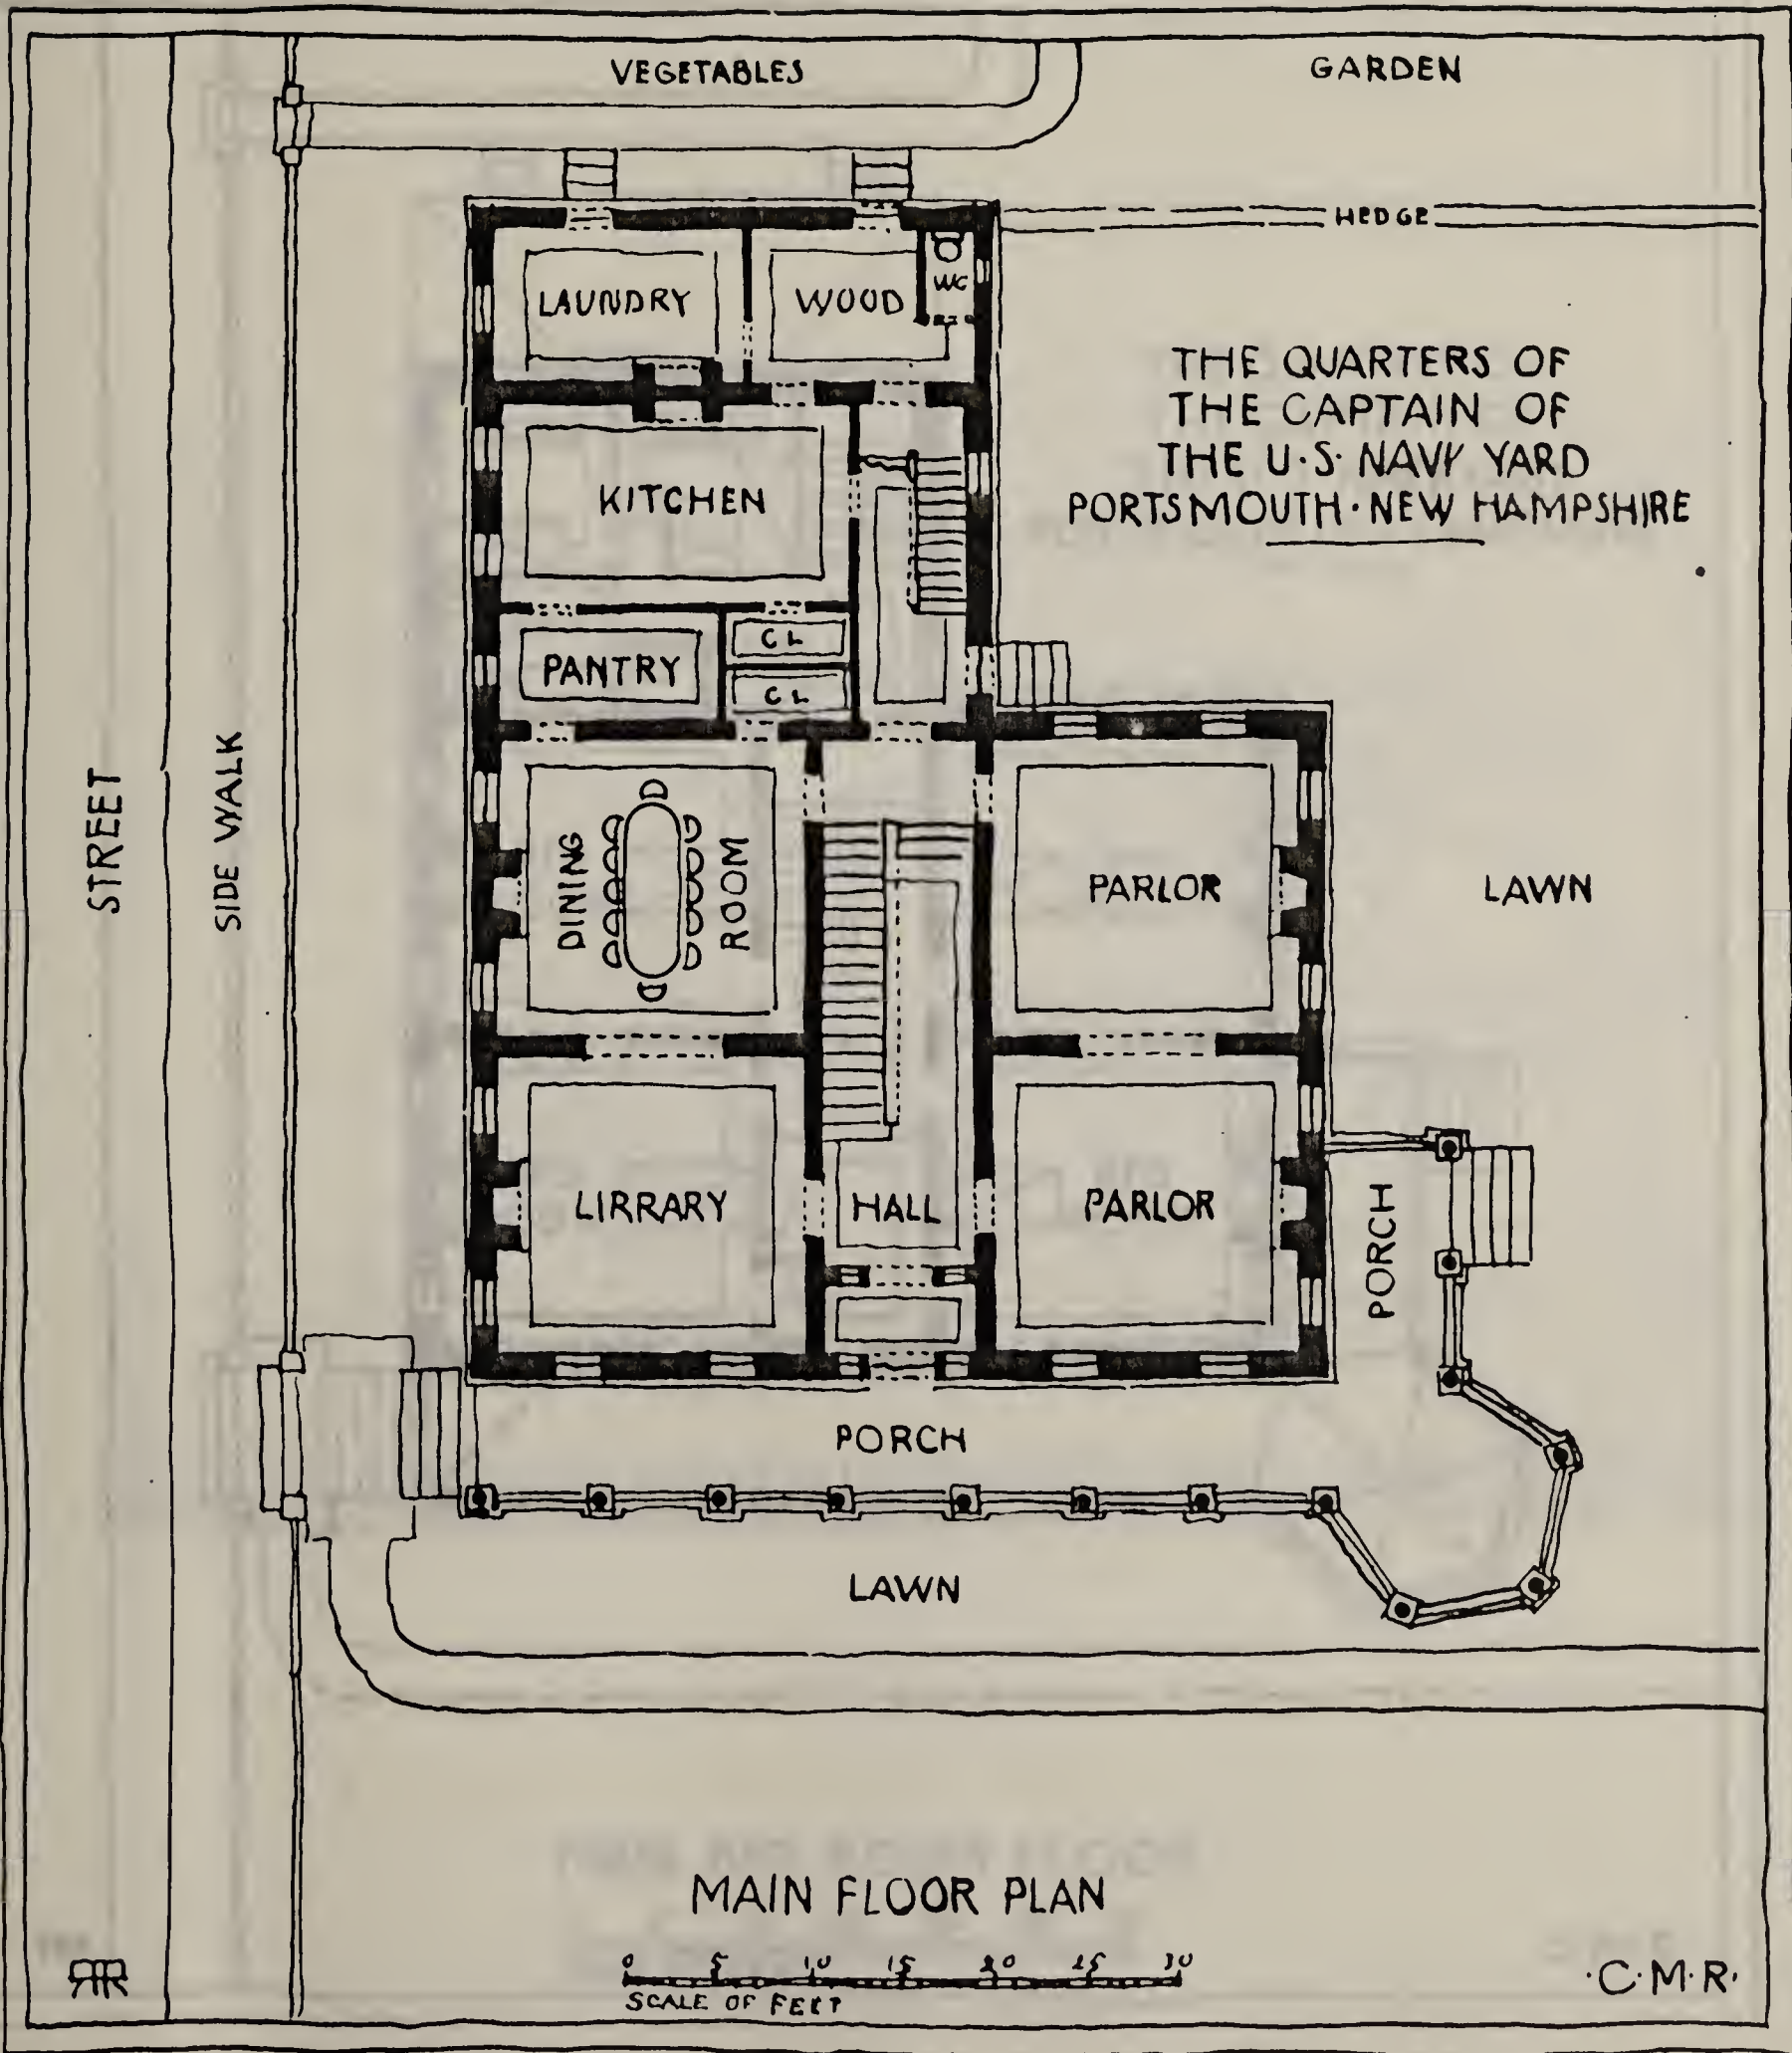 VEGETABLES
GARDEN
HEDGE
LAUNDRY
WOOD
WC
THE QUARTERS OF
THE CAPTAIN OF
THE U·S· NAVY YARD
PORTSMOUTH · NEW HAMPSHIRE
KITCHEN
CL
PANTRY
CL
STREET
SIDE WALK
DINING
ROOM
PARLOR
LAWN
LIRRARY
HALL
PARLOR
PORCH
PORCH
LAWN
MAIN FLOOR PLAN
0 5 10 15 20 25 30
SCALE OF FEET
·C·M·R·